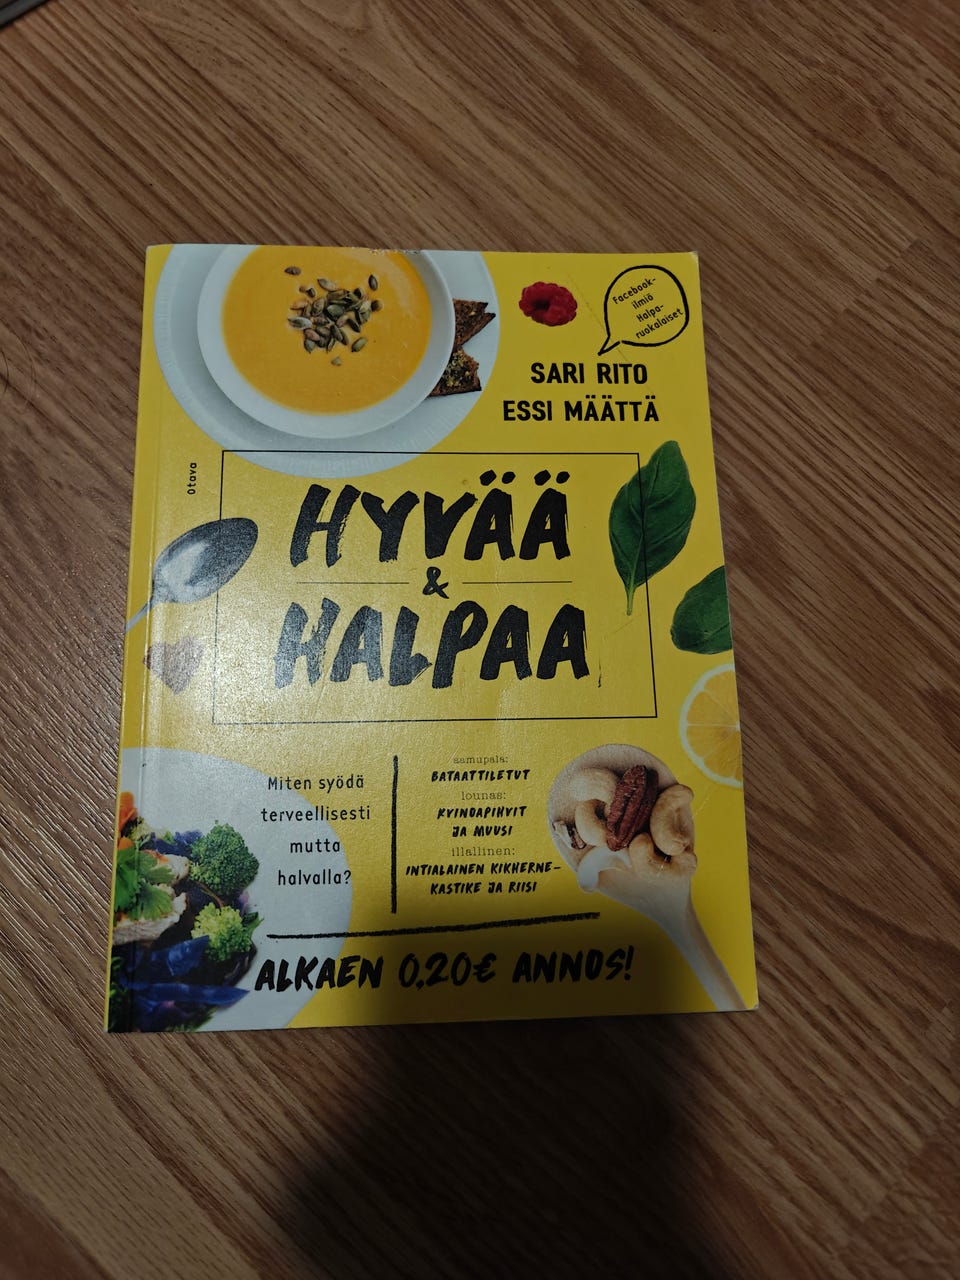 Facebook-
ilmiö
Halpa-
ruokalaiset
SARI RITO
ESSI MÄÄTTÄ
Otava
HYVÄÄ
&
HALPAA
Miten syödä
terveellisesti
mutta
halvalla?
aamupala:
BATAATTILETUT
lounas:
KVINOAPIHVIT
JA MUUSI
illallinen:
INTIALAINEN KIKHERNE-
KASTIKE JA RIISI
ALKAEN 0,20€ ANNOS!